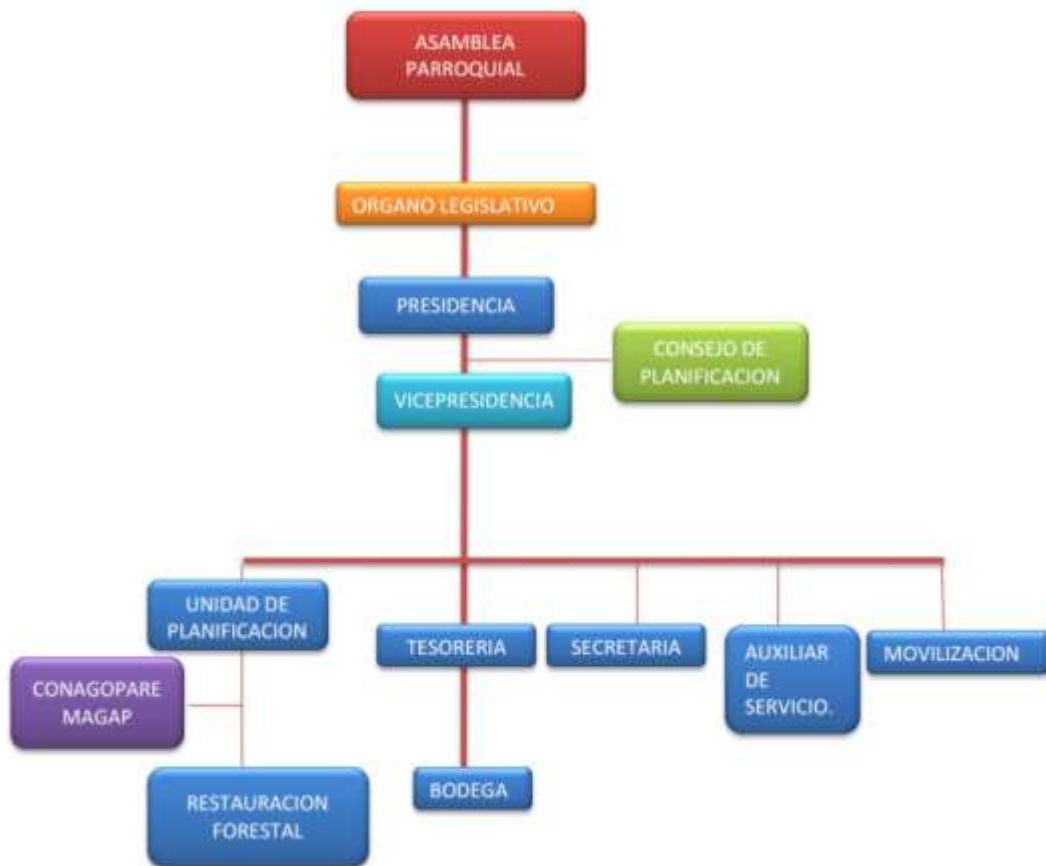 ASAMBLEA
PARROQUIAL
ORGANO LEGISLATIVO
PRESIDENCIA
CONSEJO DE
PLANIFICACION
VICEPRESIDENCIA
UNIDAD DE
PLANIFICACION
TESORERIA
SECRETARIA
AUXILIAR
DE
SERVICIO.
MOVILIZACION
CONAGOPARE
MAGAP
RESTAURACION
FORESTAL
BODEGA